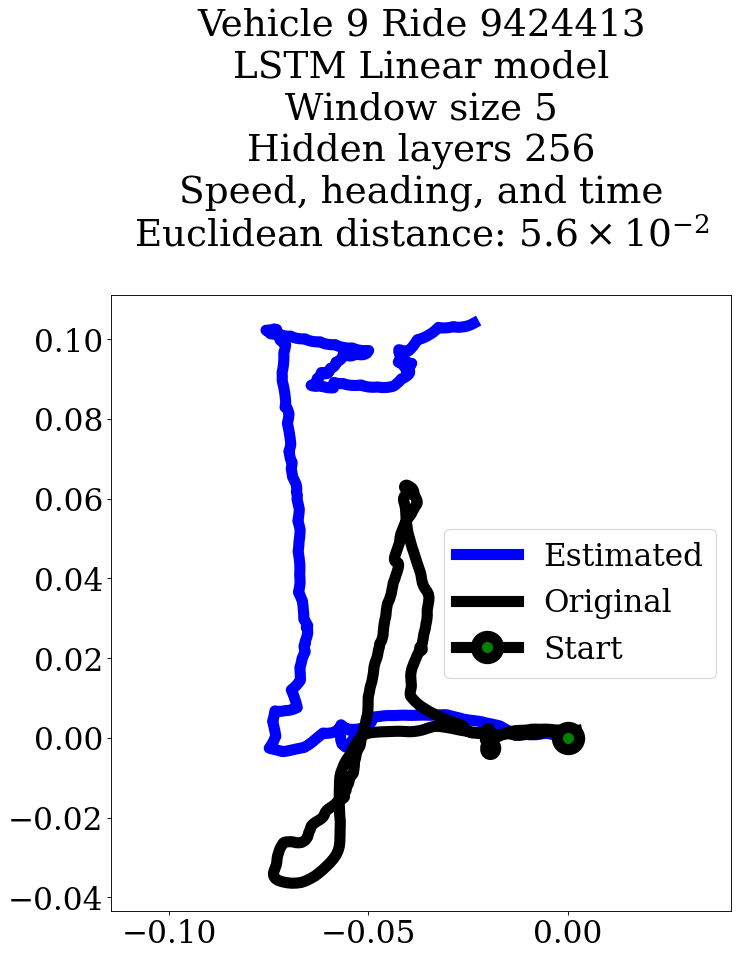 Vehicle 9 Ride 9424413
LSTM Linear model
Window size 5
Hidden layers 256
Speed, heading, and time
Euclidean distance: 5.6 × 10⁻²
0.10
0.08
0.06
0.04
0.02
0.00
−0.02
−0.04
Estimated
Original
Start
−0.10 −0.05 0.00